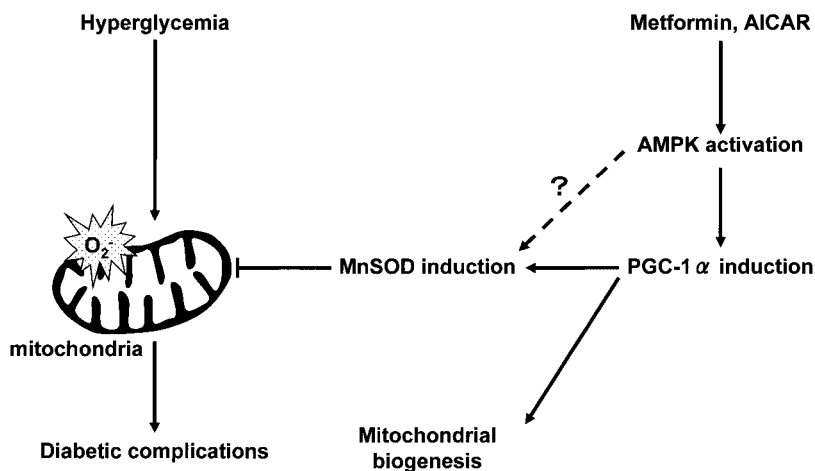 Hyperglycemia
Metformin, AICAR
AMPK activation
?
O2-
MnSOD induction
PGC-1α induction
mitochondria
Diabetic complications
Mitochondrial
biogenesis